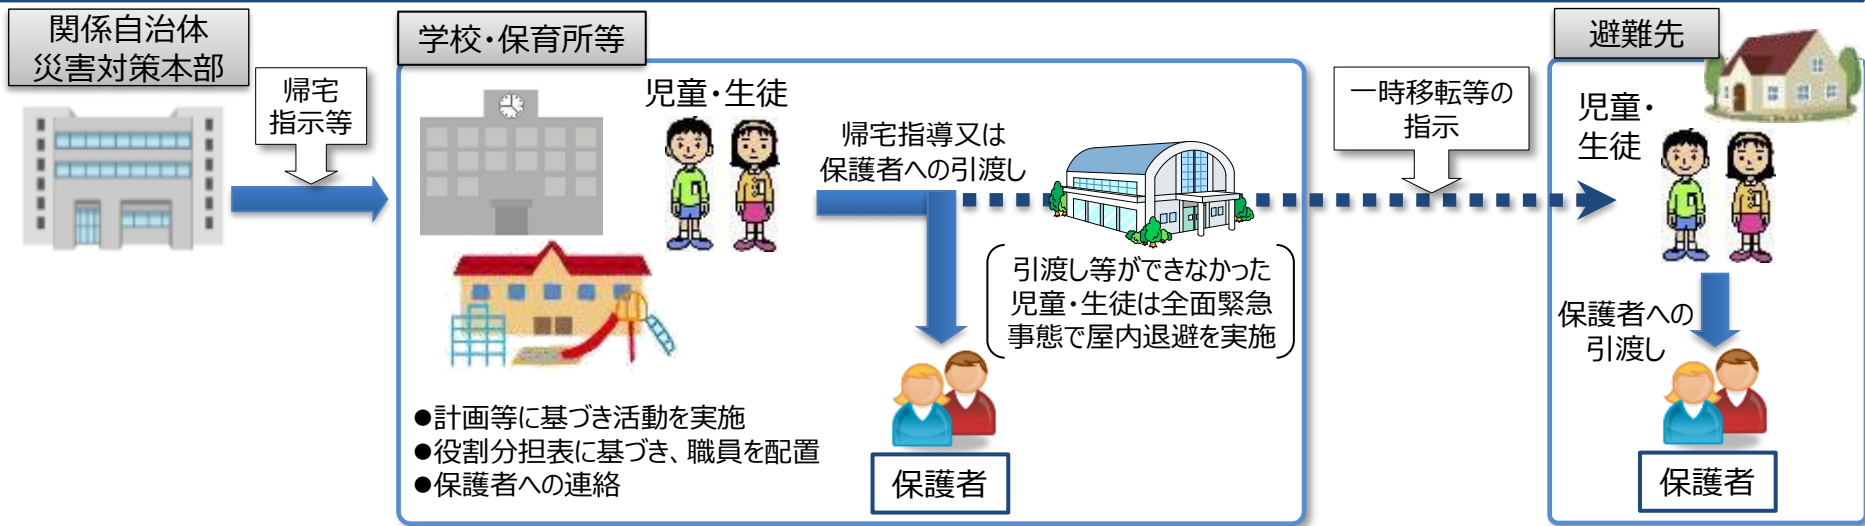 関係自治体
災害対策本部
帰宅
指示等
学校・保育所等
児童・生徒
帰宅指導又は
保護者への引渡し
引渡し等ができなかった
児童・生徒は全面緊急
事態で屋内退避を実施
●計画等に基づき活動を実施
●役割分担表に基づき、職員を配置
●保護者への連絡
保護者
一時移転等の
指示
避難先
児童・
生徒
保護者への
引渡し
保護者